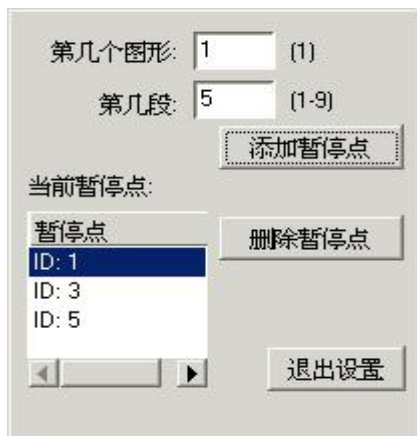 第几个图形: 1 (1)
第几段: 5 (1-9)
添加暂停点
当前暂停点:
暂停点
删除暂停点
ID: 1
ID: 3
ID: 5
退出设置